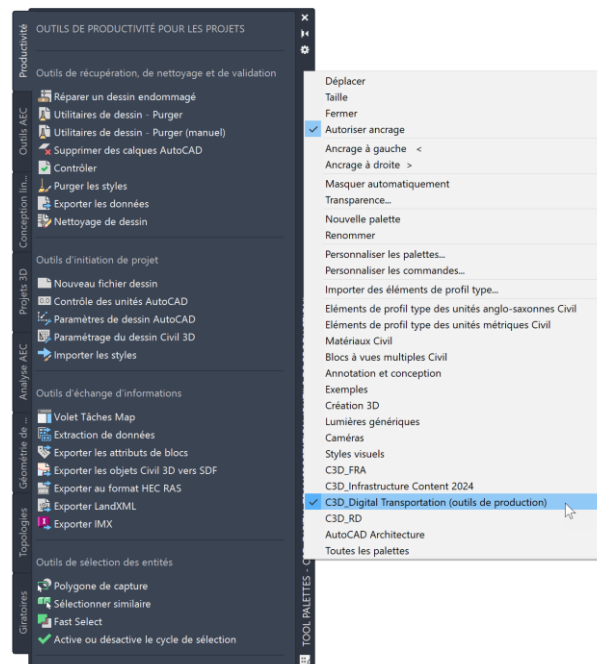 OUTILS DE PRODUCTIVITÉ POUR LES PROJETS
Outils de récupération, de nettoyage et de validation
Réparer un dessin endommagé
Utilitaires de dessin - Purger
Utilitaires de dessin - Purger (manuel)
Supprimer des calques AutoCAD
Contrôler
Purger les styles
Exporter les données
Nettoyage de dessin
Outils d'initiation de projet
Nouveau fichier dessin
Contrôle des unités AutoCAD
Paramètres de dessin AutoCAD
Paramétrage du dessin Civil 3D
Importer les styles
Outils d'échange d'informations
Volet Tâches Map
Extraction de données
Exporter les attributs de blocs
Exporter les objets Civil 3D vers SDF
Exporter au format HEC RAS
Exporter LandXML
Exporter IMX
Outils de sélection des entités
Polygone de capture
Sélectionner similaire
Fast Select
Active ou désactive le cycle de sélection
Productivité
Outils AEC
Conception lin...
Projets 3D
Analyse AEC
Géométrie de ...
Topologies
Giratoires
TOOL PALETTES -
Déplacer
Taille
Fermer
Autoriser ancrage
Ancrage à gauche <
Ancrage à droite >
Masquer automatiquement
Transparence...
Nouvelle palette
Renommer
Personnaliser les palettes...
Personnaliser les commandes...
Importer des éléments de profil type...
Eléments de profil type des unités anglo-saxonnes Civil
Eléments de profil type des unités métriques Civil
Matériaux Civil
Blocs à vues multiples Civil
Annotation et conception
Exemples
Création 3D
Lumières génériques
Caméras
Styles visuels
C3D_FRA
C3D_Infrastructure Content 2024
C3D_Digital Transportation (outils de production)
C3D_RD
AutoCAD Architecture
Toutes les palettes